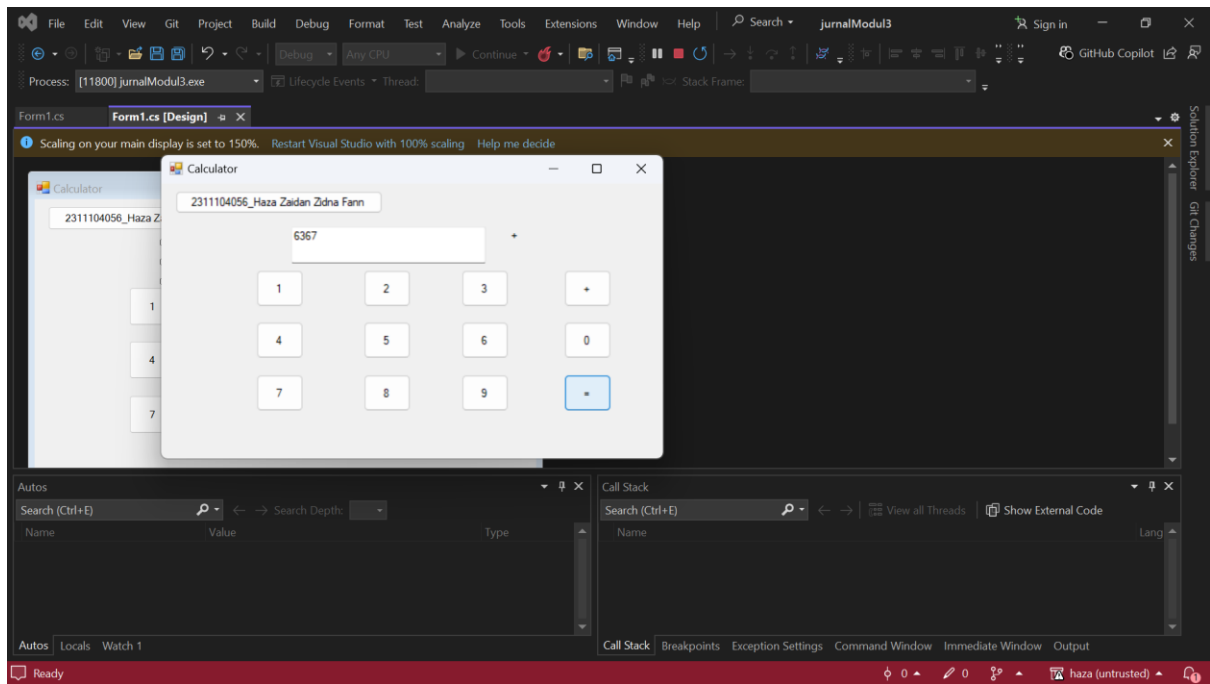 File Edit View Git Project Build Debug Format Test Analyze Tools Extensions Window Help Search jurnalModul3 Sign in
Debug Any CPU Continue GitHub Copilot
Process: [11800] jurnalModul3.exe Lifecycle Events Thread: Stack Frame:
Form1.cs Form1.cs [Design]
Scaling on your main display is set to 150%. Restart Visual Studio with 100% scaling Help me decide
Calculator
2311104056_Haza Z
1
4
7
Calculator
2311104056_Haza Zaidan Zidna Fann
6367 +
1 2 3 +
4 5 6 0
7 8 9 =
Solution Explorer
Git Changes
Autos
Search (Ctrl+E) Search Depth:
Name Value Type
Autos Locals Watch 1
Call Stack
Search (Ctrl+E) View all Threads Show External Code
Name Lang
Call Stack Breakpoints Exception Settings Command Window Immediate Window Output
Ready 0 0 haza (untrusted) 1